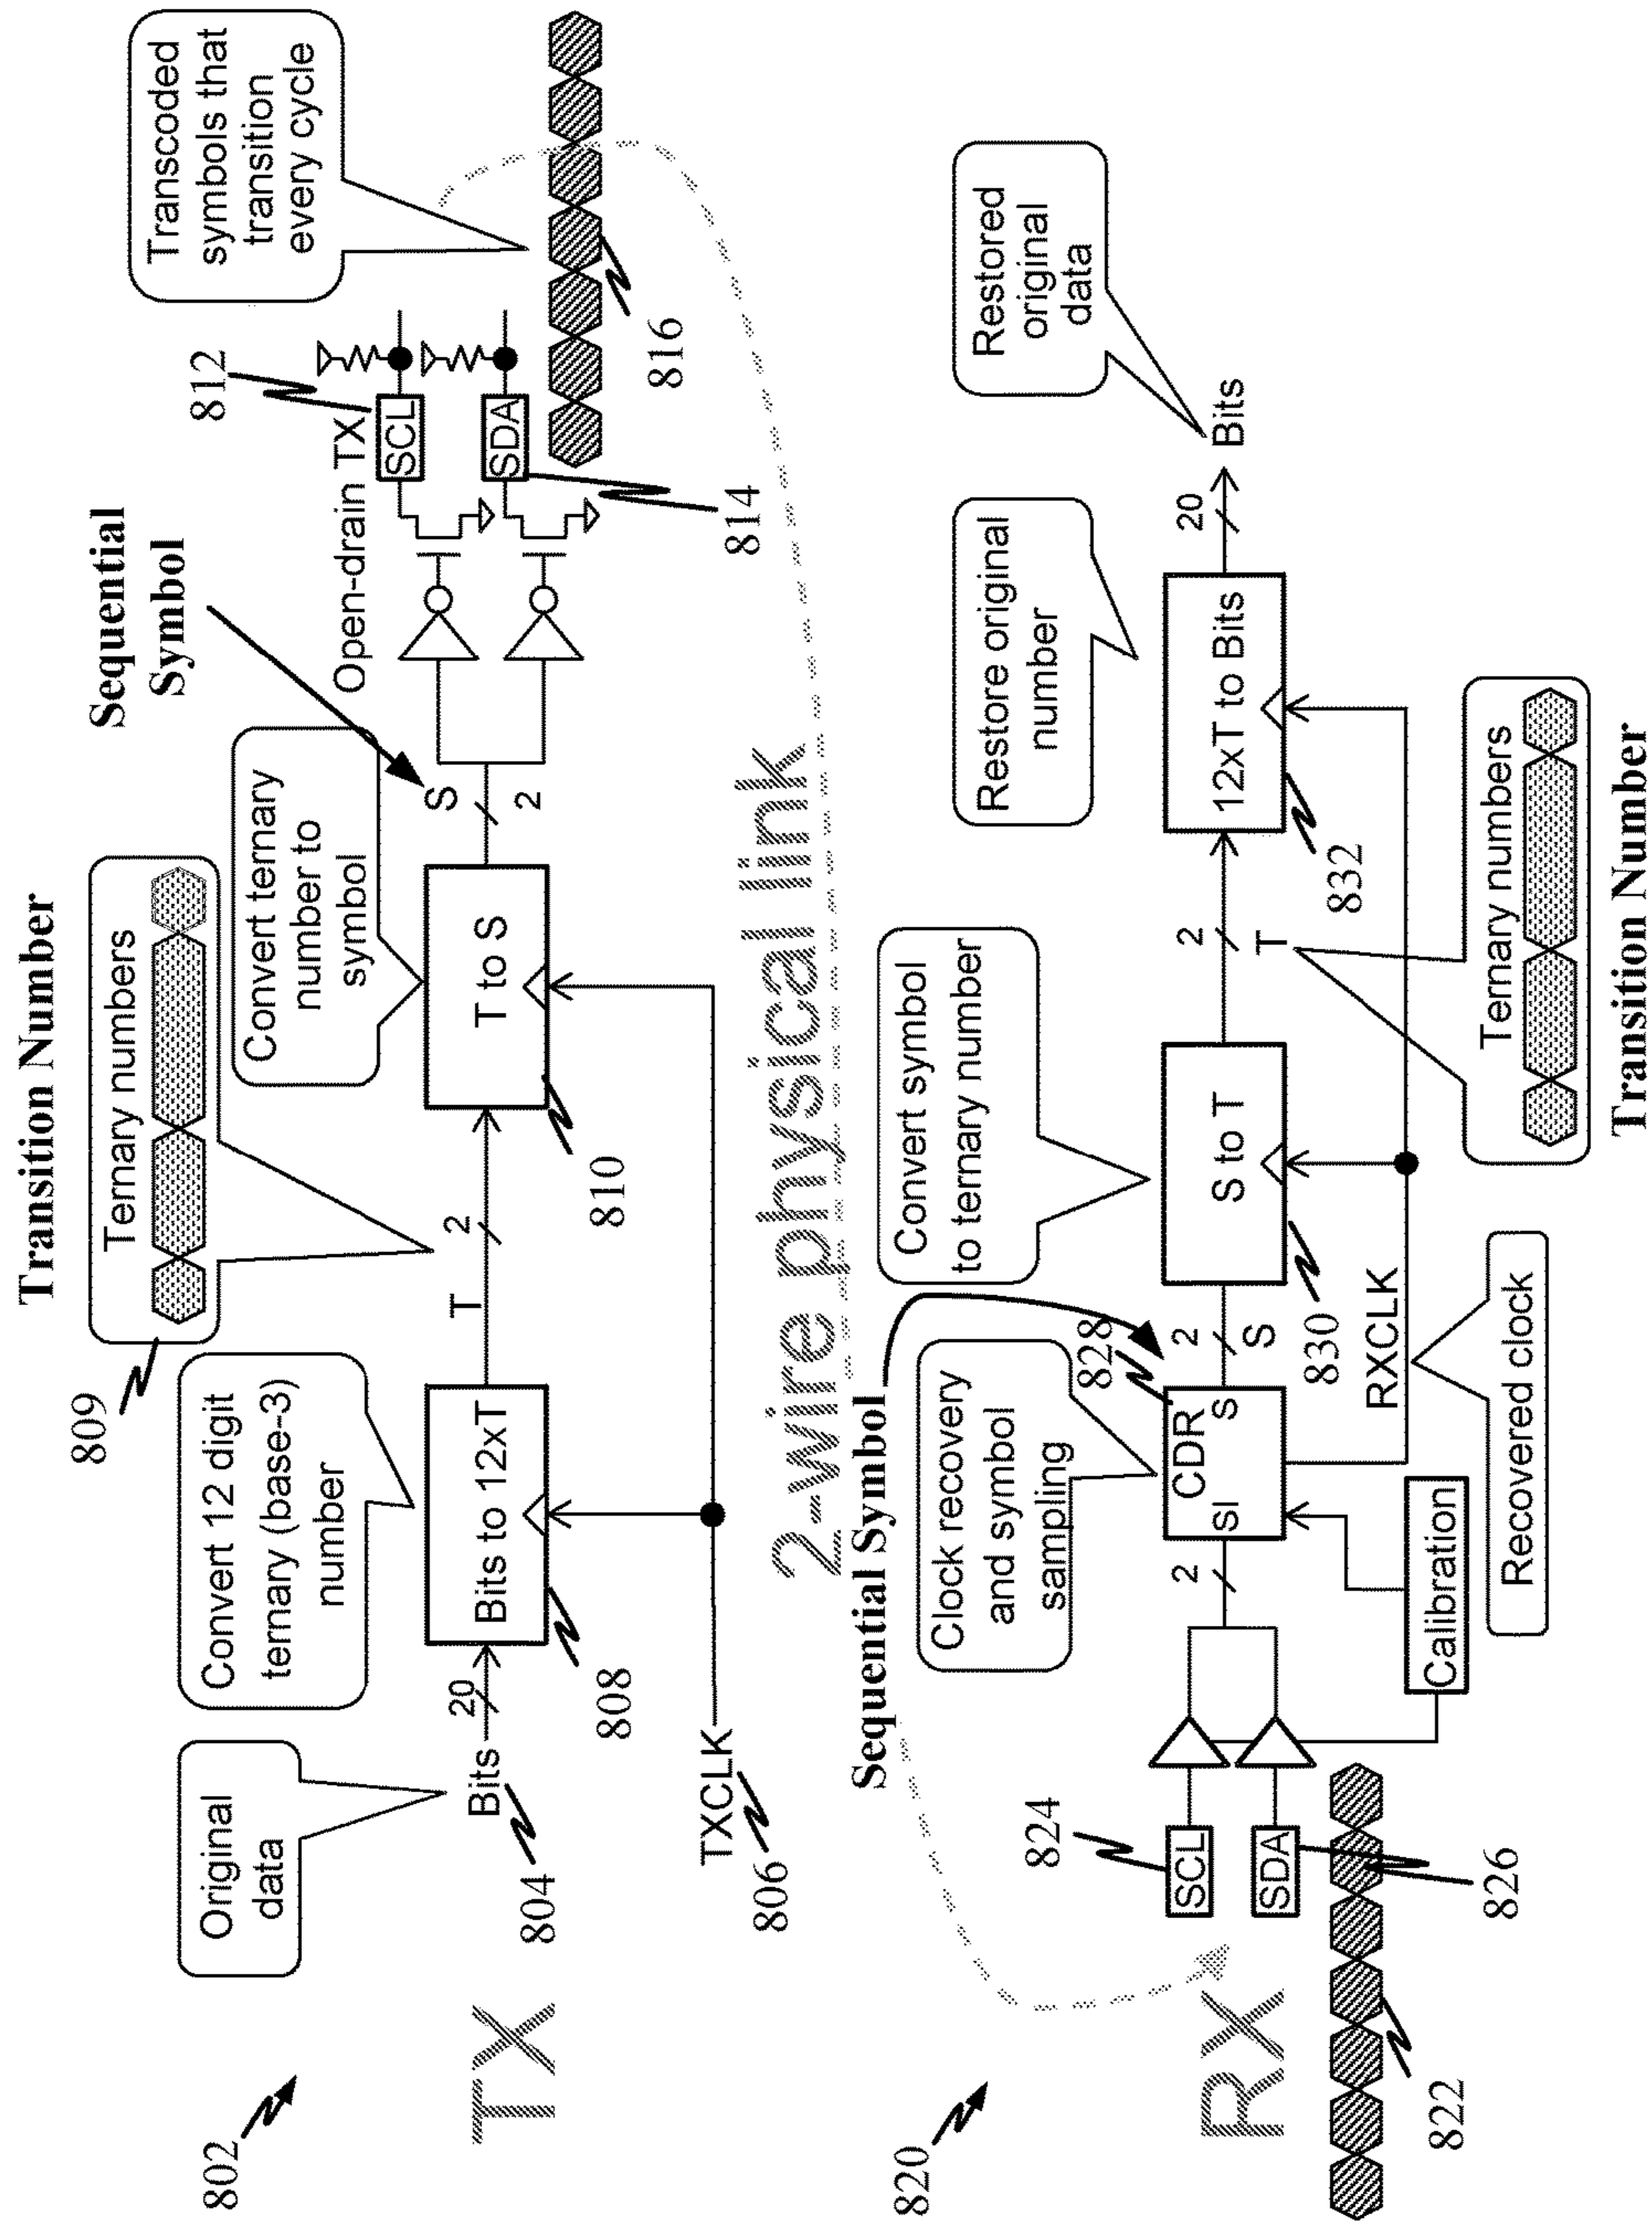 802
TX
Original
data
Bits
804
20
Convert 12 digit
ternary (base-3)
number
Bits to 12xT
808
TXCLK
806
Transition Number
Ternary numbers
809
T
2
Convert ternary
number to
symbol
T to S
810
Sequential
Symbol
S
2
Open-drain TX
SCL
812
SDA
814
Transcoded
symbols that
transition
every cycle
816
2-wire physical link
820
RX
822
SCL
824
SDA
826
Sequential Symbol
Clock recovery
and symbol
sampling
2
CDR
SI
S
828
Calibration
2
S
RXCLK
Recovered clock
Convert symbol
to ternary number
S to T
830
2
T
Ternary numbers
Transition Number
Restore original
number
12xT to Bits
832
20
Bits
Restored
original
data